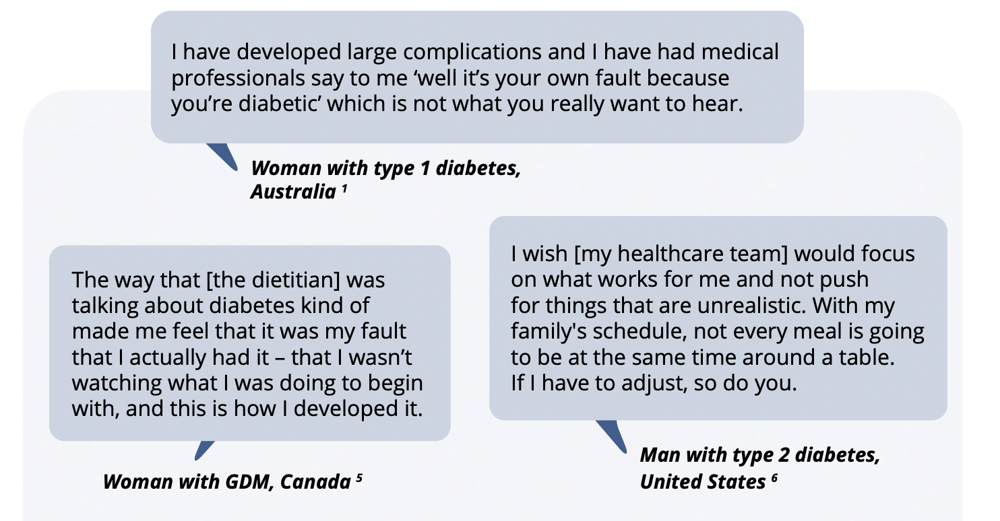 I have developed large complications and I have had medical
professionals say to me ‘well it’s your own fault because
you’re diabetic’ which is not what you really want to hear.
Woman with type 1 diabetes,
Australia ¹
The way that [the dietitian] was
talking about diabetes kind of
made me feel that it was my fault
that I actually had it – that I wasn’t
watching what I was doing to begin
with, and this is how I developed it.
Woman with GDM, Canada ⁵
I wish [my healthcare team] would focus
on what works for me and not push
for things that are unrealistic. With my
family's schedule, not every meal is going
to be at the same time around a table.
If I have to adjust, so do you.
Man with type 2 diabetes,
United States ⁶